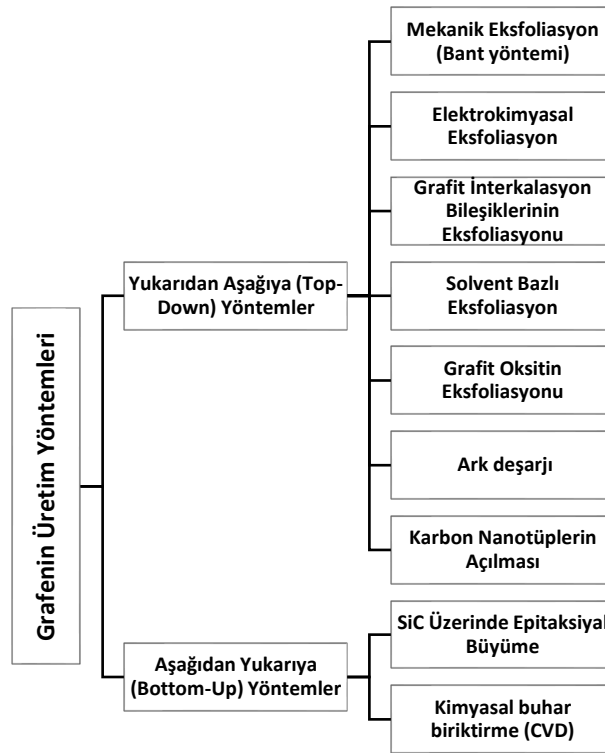 Grafenin Üretim Yöntemleri
Yukarıdan Aşağıya (Top-
Down) Yöntemler
Mekanik Eksfoliasyon
(Bant yöntemi)
Elektrokimyasal
Eksfoliasyon
Grafit İnterkalasyon
Bileşiklerinin
Eksfoliasyonu
Solvent Bazlı
Eksfoliasyon
Grafit Oksitin
Eksfoliasyonu
Ark deşarjı
Karbon Nanotüplerin
Açılması
Aşağıdan Yukarıya
(Bottom-Up) Yöntemler
SiC Üzerinde Epitaksiyal
Büyüme
Kimyasal buhar
biriktirme (CVD)